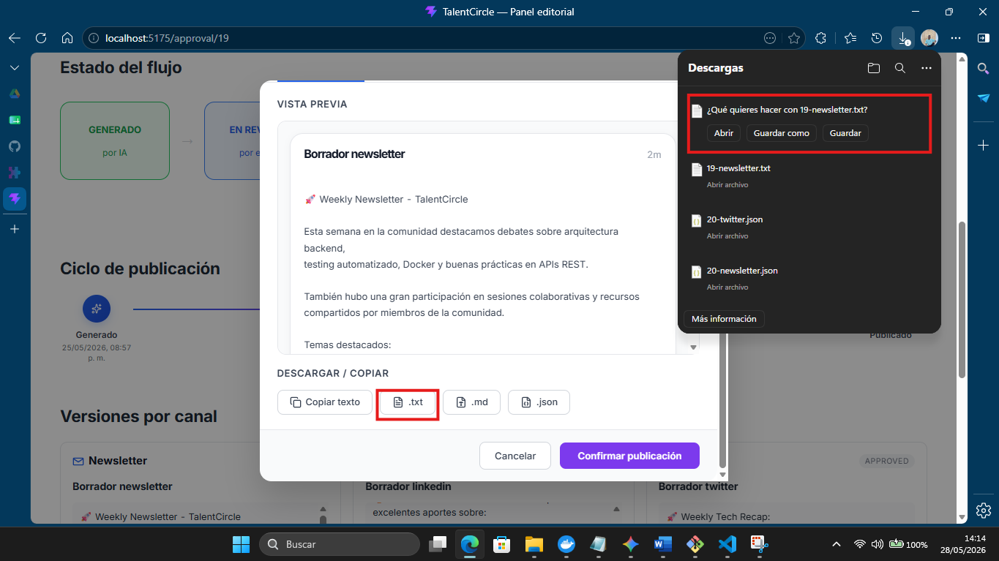 TalentCircle — Panel editorial
localhost:5175/approval/19
Estado del flujo
GENERADO
por IA
→
EN REV
por e
Ciclo de publicación
Generado
25/05/2026, 08:57
p. m.
Publicado
Versiones por canal
Newsletter
Borrador newsletter
🚀 Weekly Newsletter - TalentCircle
Borrador linkedin
excelentes aportes sobre:
APPROVED
Borrador twitter
🚀 Weekly Tech Recap:
VISTA PREVIA
Borrador newsletter
2m
🚀 Weekly Newsletter - TalentCircle
Esta semana en la comunidad destacamos debates sobre arquitectura
backend,
testing automatizado, Docker y buenas prácticas en APIs REST.
También hubo una gran participación en sesiones colaborativas y recursos
compartidos por miembros de la comunidad.
Temas destacados:
DESCARGAR / COPIAR
Copiar texto
.txt
.md
.json
Cancelar
Confirmar publicación
Descargas
¿Qué quieres hacer con 19-newsletter.txt?
Abrir
Guardar como
Guardar
19-newsletter.txt
Abrir archivo
20-twitter.json
Abrir archivo
20-newsletter.json
Abrir archivo
Más información
Buscar
100%
14:14
28/05/2026